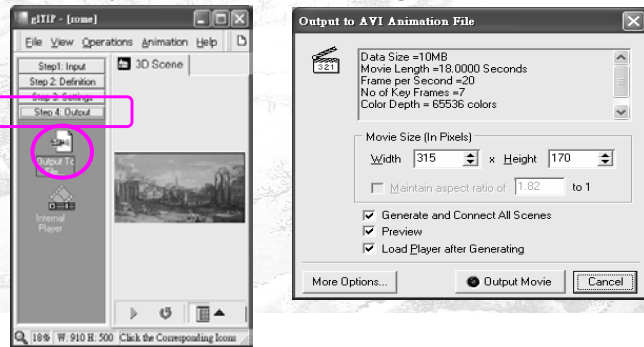 glTIP - [rome]
File View Operations Animation Help
Step1: Input
Step 2: Definition
Step 3: Settings
Step 4: Output
3D Scene
Output To
File
Internal
Player
18% W: 910 H: 500 Click the Corresponding Icons
Output to AVI Animation File
321
Data Size =10MB
Movie Length =18.0000 Seconds
Frame per Second =20
No of Key Frames =7
Color Depth = 65536 colors
Movie Size (In Pixels)
Width 315 x Height 170
Maintain aspect ratio of 1.82 to 1
Generate and Connect All Scenes
Preview
Load Player after Generating
More Options... Output Movie Cancel